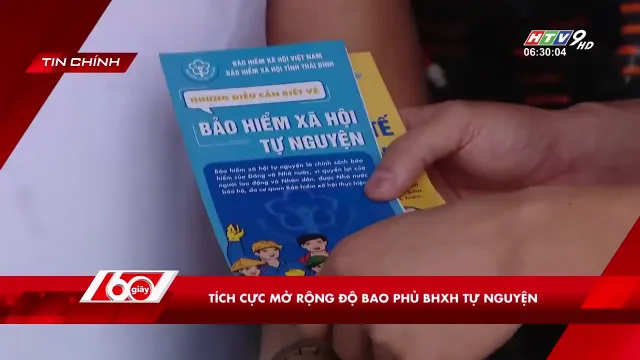 TIN CHÍNH
HTV9 HD
06:30:04
BẢO HIỂM XÃ HỘI VIỆT NAM
BẢO HIỂM XÃ HỘI TỈNH THÁI BÌNH
NHỮNG ĐIỀU CẦN BIẾT VỀ
BẢO HIỂM XÃ HỘI
TỰ NGUYỆN
Bảo hiểm xã hội tự nguyện là chính sách bảo
hiểm của Đảng và Nhà nước, vì quyền lợi của
người lao động và Nhân dân, được Nhà nước
bảo hộ, do cơ quan Bảo hiểm xã hội thực hiện
TẾ
60 giây
TÍCH CỰC MỞ RỘNG ĐỘ BAO PHỦ BHXH TỰ NGUYỆN